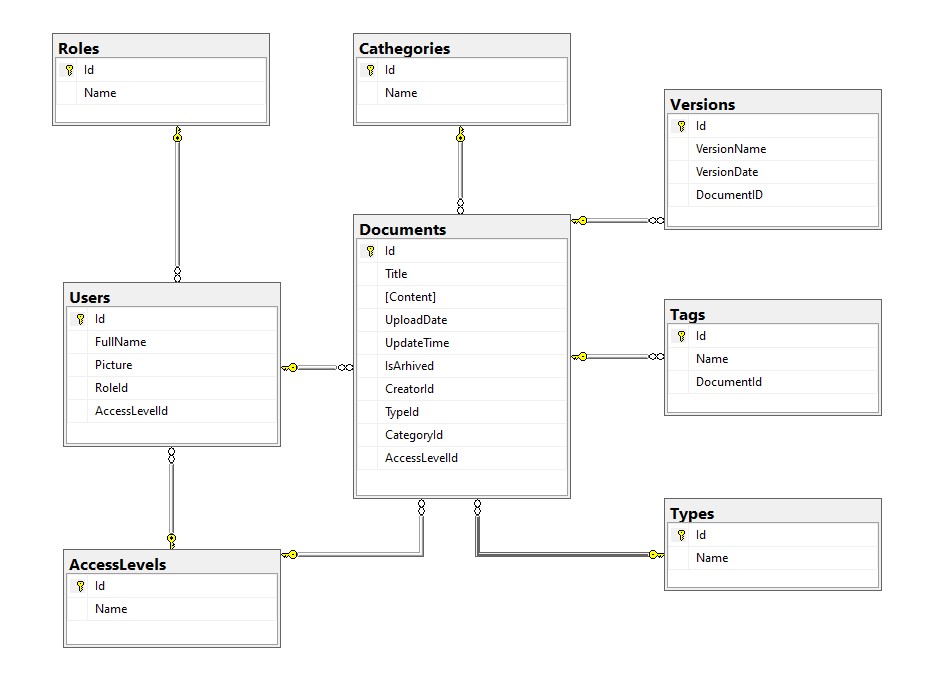 Roles
Id
Name
Cathegories
Id
Name
Versions
Id
VersionName
VersionDate
DocumentID
Documents
Id
Title
[Content]
UploadDate
UpdateTime
IsArhived
CreatorId
TypeId
CategoryId
AccessLevelId
Users
Id
FullName
Picture
RoleId
AccessLevelId
Tags
Id
Name
DocumentId
AccessLevels
Id
Name
Types
Id
Name